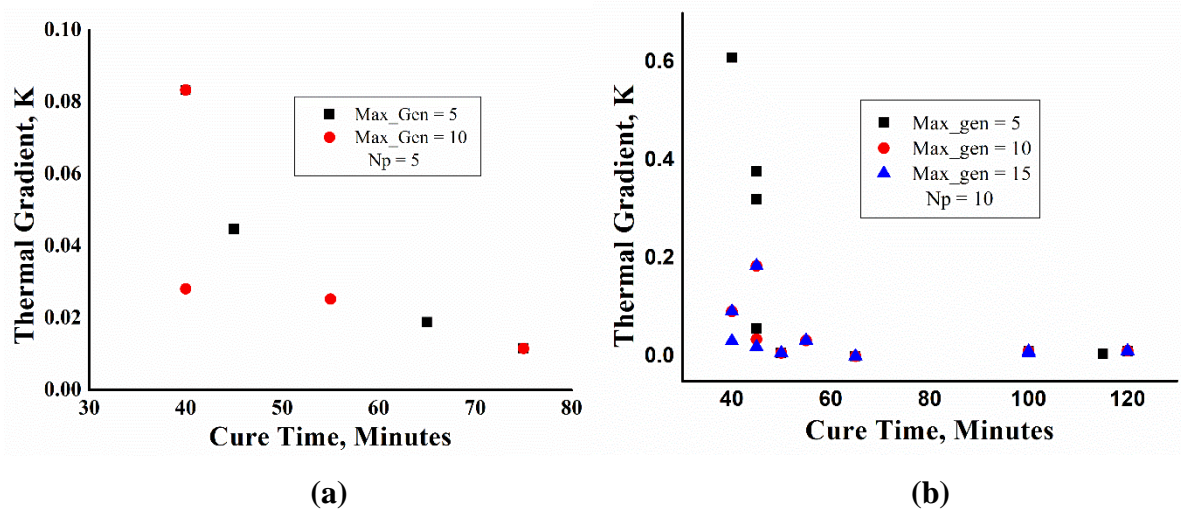 0.10
0.08
0.06
0.04
0.02
0.00
Thermal Gradient, K
Max_Gen = 5
Max_Gen = 10
Np = 5
30 40 50 60 70 80
Cure Time, Minutes
(a)
0.6
0.4
0.2
0.0
Thermal Gradient, K
Max_gen = 5
Max_gen = 10
Max_gen = 15
Np = 10
40 60 80 100 120
Cure Time, Minutes
(b)